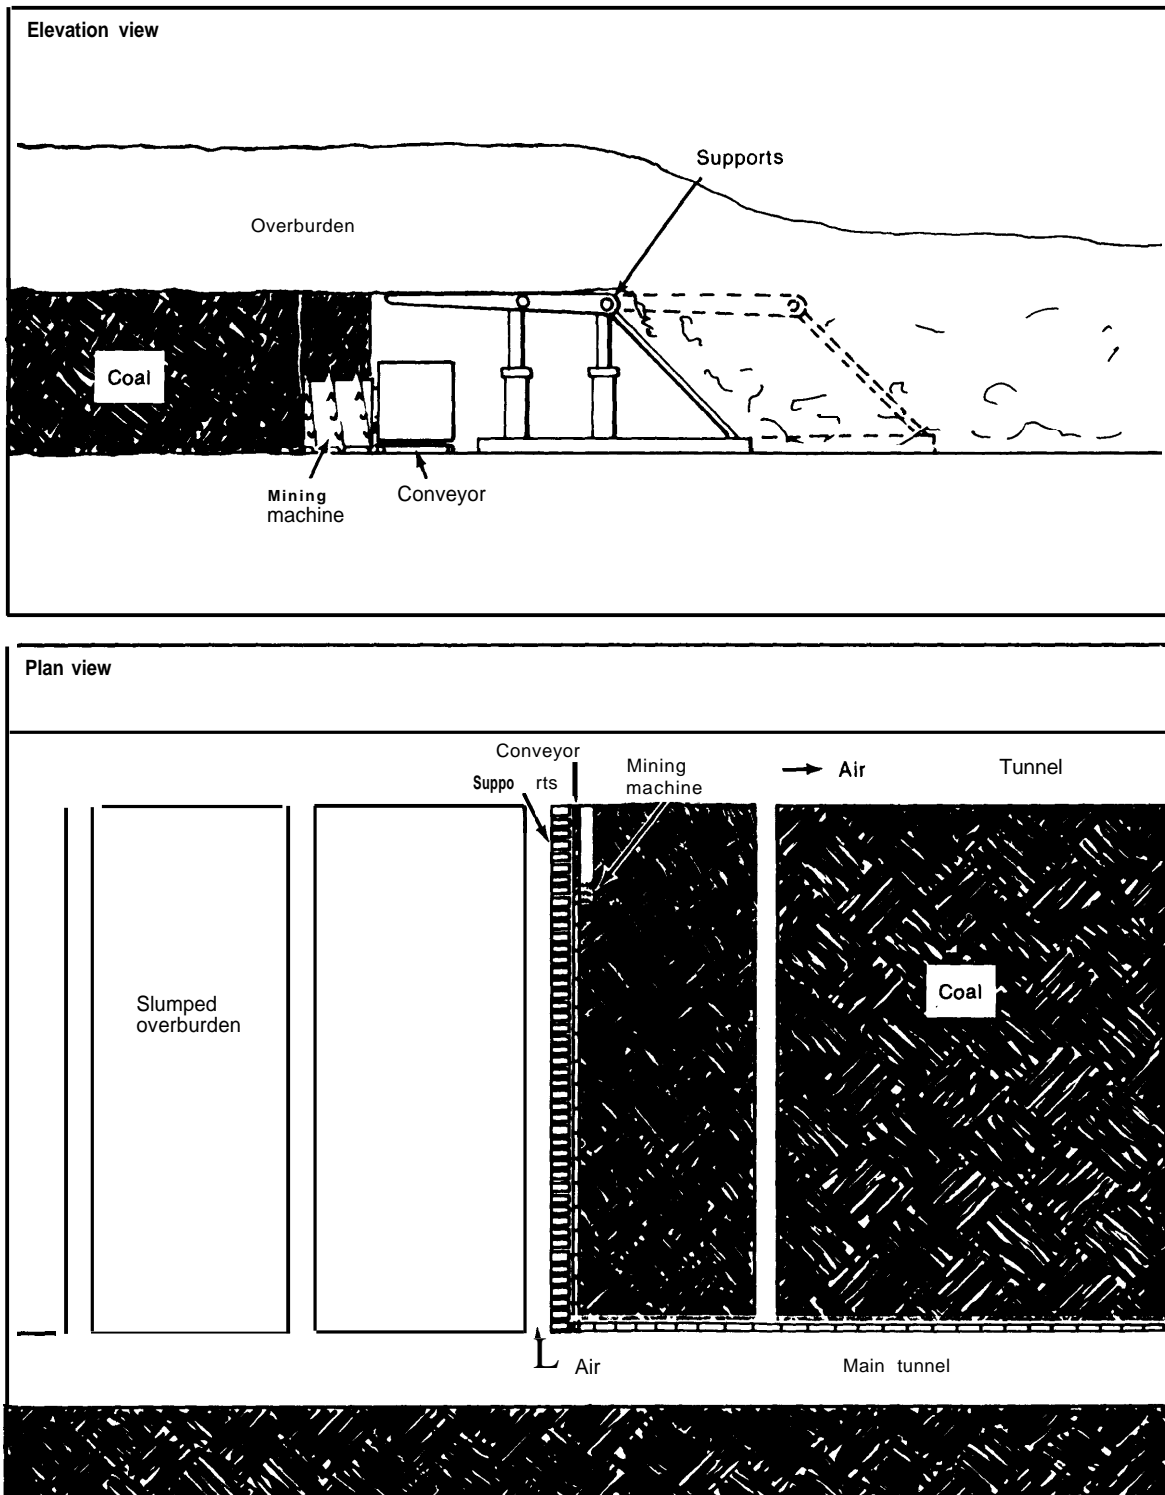 Elevation view
Supports
Overburden
Coal
Mining
machine
Conveyor
Plan view
Conveyor
Suppo rts
Mining
machine
Air
Tunnel
Slumped
overburden
Coal
Air
Main tunnel